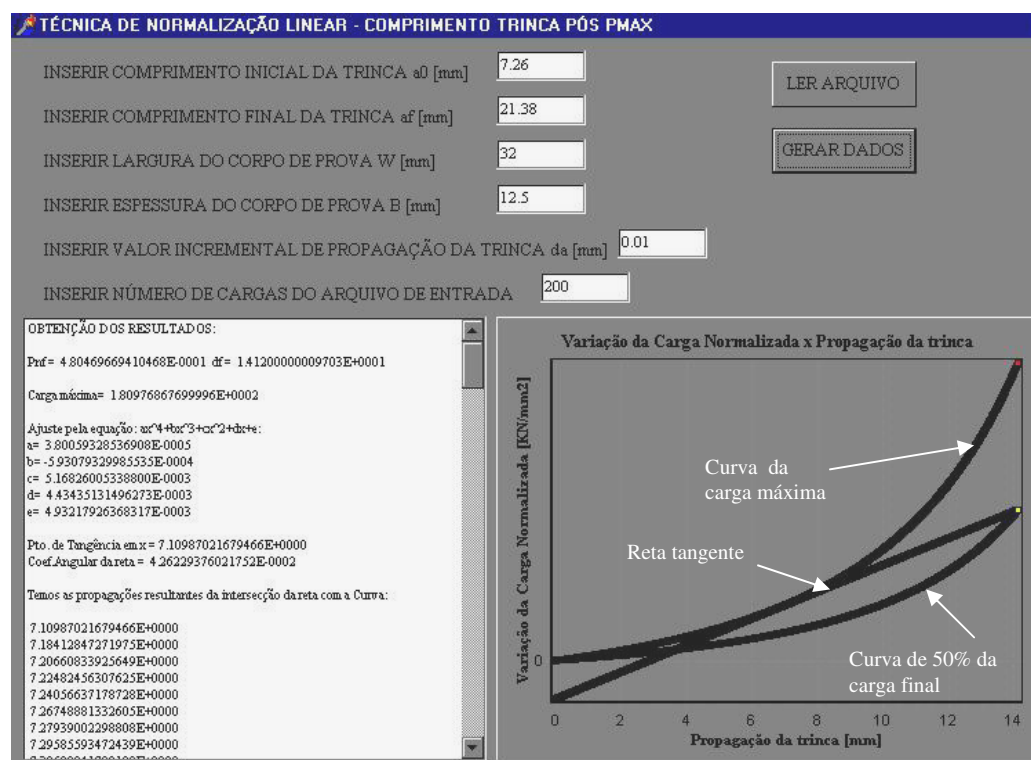 TÉCNICA DE NORMALIZAÇÃO LINEAR - COMPRIMENTO TRINCA PÓS PMAX
INSERIR COMPRIMENTO INICIAL DA TRINCA a0 [mm] 7.26
LER ARQUIVO
INSERIR COMPRIMENTO FINAL DA TRINCA af [mm] 21.38
INSERIR LARGURA DO CORPO DE PROVA W [mm] 32
GERAR DADOS
INSERIR ESPESSURA DO CORPO DE PROVA B [mm] 12.5
INSERIR VALOR INCREMENTAL DE PROPAGAÇÃO DA TRINCA da [mm] 0.01
INSERIR NÚMERO DE CARGAS DO ARQUIVO DE ENTRADA 200
OBTENÇÃO DOS RESULTADOS:
Pnf= 4.80469669410468E-0001 df= 1.41200000009703E+0001
Carga máxima= 1.80976867699996E+0002
Ajuste pela equação: ax^4+bx^3+cx^2+dx+e:
a= 3.80059328536908E-0005
b= -5.93079329985535E-0004
c= 5.16826005338800E-0003
d= 4.43435131496273E-0003
e= 4.93217926368317E-0003
Pto. de Tangência em x = 7.10987021679466E+0000
Coef.Angular da reta = 4.26229376021752E-0002
Temos as propagações resultantes da intersecção da reta com a Curva:
7.10987021679466E+0000
7.18412847271975E+0000
7.20660833925649E+0000
7.22482456307625E+0000
7.24056637178728E+0000
7.26748881332605E+0000
7.27939002298808E+0000
7.29585593472439E+0000
Variação da Carga Normalizada x Propagação da trinca
Variação da Carga Normalizada [KN/mm2]
Curva da
carga máxima
Reta tangente
Curva de 50% da
carga final
0
0 2 4 6 8 10 12 14
Propagação da trinca [mm]